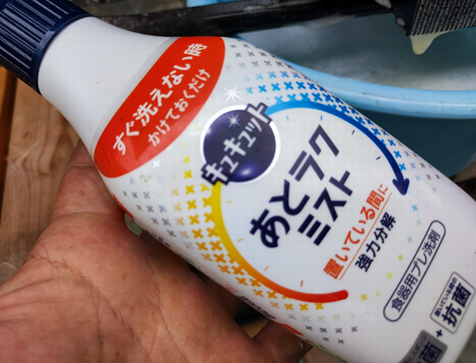 すぐ洗えない時
かけておくだけ
キュキュット
あとラク
ミスト
置いている間に
強力分解
食器用プレ洗剤
菌+
抗菌